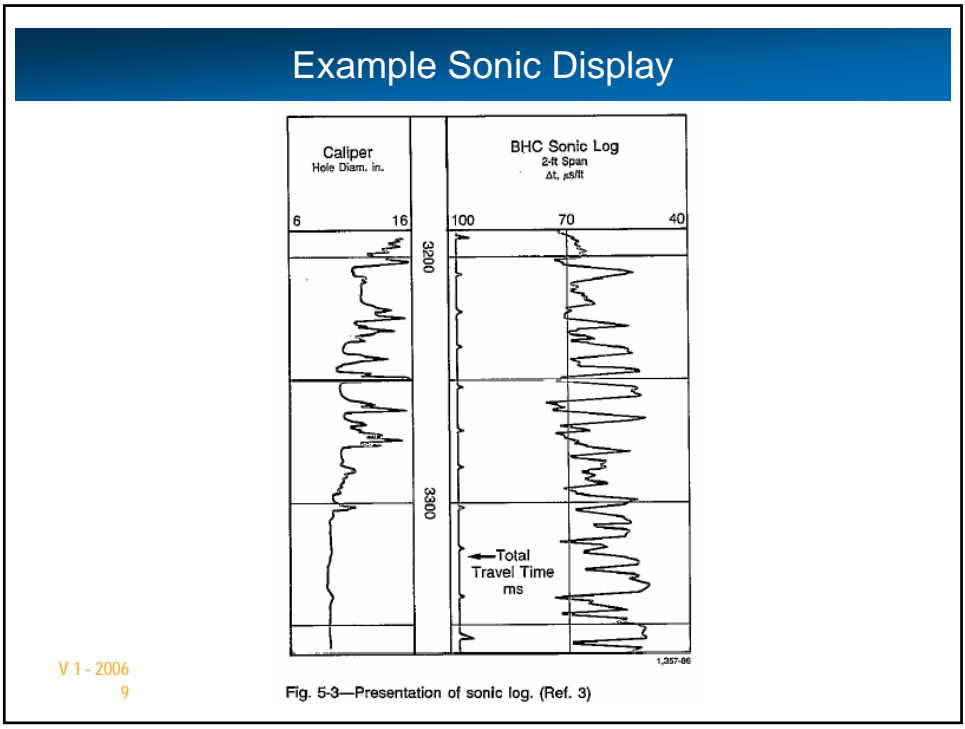 Example Sonic Display
Caliper
Hole Diam. in.
BHC Sonic Log
2-ft Span
Δt, μs/ft
6 16 100 70 40
3200
3300
Total
Travel Time
ms
1,357-86
V 1 - 2006
9
Fig. 5-3—Presentation of sonic log. (Ref. 3)